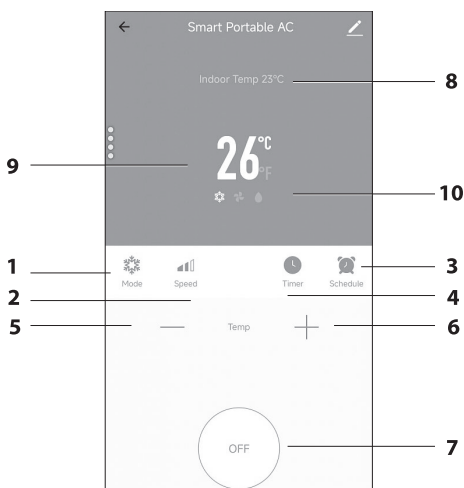 Smart Portable AC
Indoor Temp 23°C
8
9
26°C
°F
10
1
3
Mode
Speed
Timer
Schedule
2
4
5
Temp
6
OFF
7